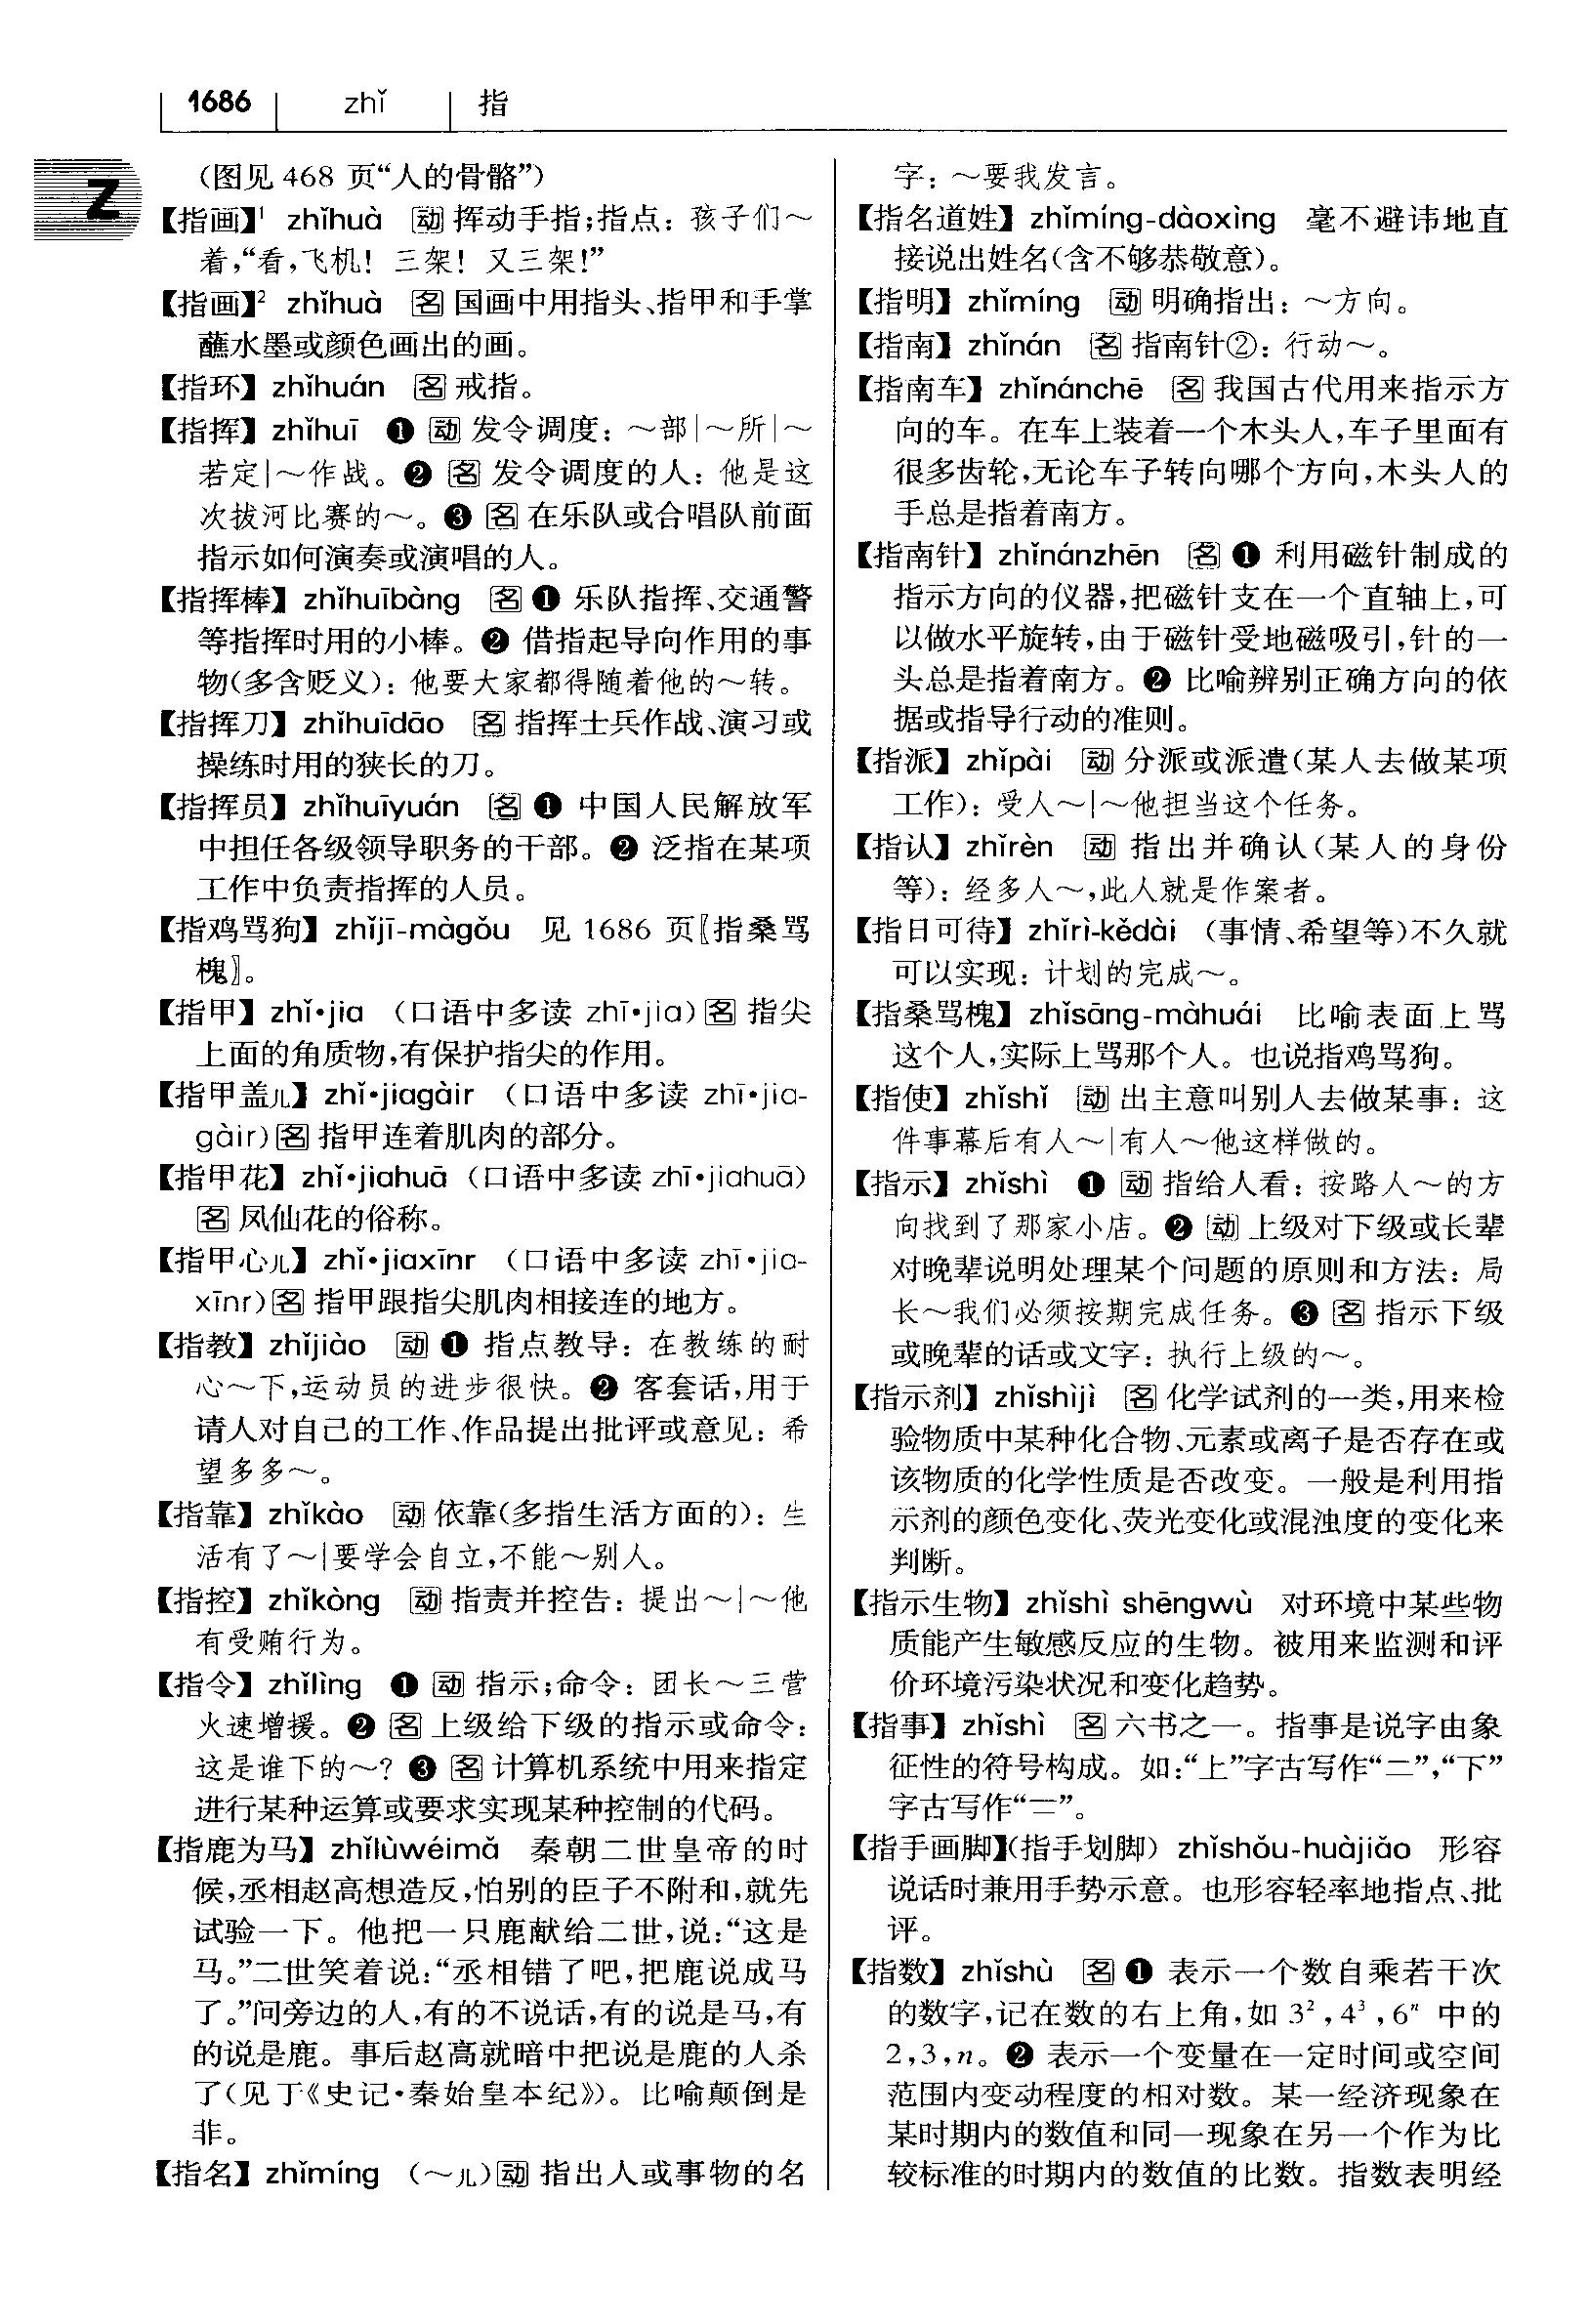 1686 zhǐ 指
Z
(图见 468 页“人的骨骼”)
【指画】¹ zhǐhuà 动 挥动手指;指点:孩子们～
着,“看,飞机!三架!又三架!”
【指画】² zhǐhuà 名 国画中用指头、指甲和手掌
蘸水墨或颜色画出的画。
【指环】 zhǐhuán 名 戒指。
【指挥】 zhǐhuī ❶ 动 发令调度:～部|～所|～
若定|～作战。❷ 名 发令调度的人:他是这
次拔河比赛的～。❸ 名 在乐队或合唱队前面
指示如何演奏或演唱的人。
【指挥棒】 zhǐhuībàng 名 ❶ 乐队指挥、交通警
等指挥时用的小棒。❷ 借指起导向作用的事
物(多含贬义):他要大家都得随着他的～转。
【指挥刀】 zhǐhuīdāo 名 指挥士兵作战、演习或
操练时用的狭长的刀。
【指挥员】 zhǐhuīyuán 名 ❶ 中国人民解放军
中担任各级领导职务的干部。❷ 泛指在某项
工作中负责指挥的人员。
【指鸡骂狗】 zhǐjī-màgǒu 见 1686 页〖指桑骂
槐〗。
【指甲】 zhǐ•jia (口语中多读 zhī•jia)名 指尖
上面的角质物,有保护指尖的作用。
【指甲盖儿】 zhǐ•jiagàir (口语中多读 zhī•jia-
gàir)名 指甲连着肌肉的部分。
【指甲花】 zhǐ•jiahuā (口语中多读 zhī•jiahuā)
名 凤仙花的俗称。
【指甲心儿】 zhǐ•jiaxīnr (口语中多读 zhī•jia-
xīnr)名 指甲跟指尖肌肉相接连的地方。
【指教】 zhǐjiào 动 ❶ 指点教导:在教练的耐
心～下,运动员的进步很快。❷ 客套话,用于
请人对自己的工作、作品提出批评或意见:希
望多多～。
【指靠】 zhǐkào 动 依靠(多指生活方面的):生
活有了～|要学会自立,不能～别人。
【指控】 zhǐkòng 动 指责并控告:提出～|～他
有受贿行为。
【指令】 zhǐlìng ❶ 动 指示;命令:团长～三营
火速增援。❷ 名 上级给下级的指示或命令:
这是谁下的～?❸ 名 计算机系统中用来指定
进行某种运算或要求实现某种控制的代码。
【指鹿为马】 zhǐlùwéimǎ 秦朝二世皇帝的时
候,丞相赵高想造反,怕别的臣子不附和,就先
试验一下。他把一只鹿献给二世,说:“这是
马。”二世笑着说:“丞相错了吧,把鹿说成马
了。”问旁边的人,有的不说话,有的说是马,有
的说是鹿。事后赵高就暗中把说是鹿的人杀
了(见于《史记•秦始皇本纪》)。比喻颠倒是
非。
【指名】 zhǐmíng (～儿)动 指出人或事物的名
字:～要我发言。
【指名道姓】 zhǐmíng-dàoxìng 毫不避讳地直
接说出姓名(含不够恭敬意)。
【指明】 zhǐmíng 动 明确指出:～方向。
【指南】 zhǐnán 名 指南针②:行动～。
【指南车】 zhǐnánchē 名 我国古代用来指示方
向的车。在车上装着一个木头人,车子里面有
很多齿轮,无论车子转向哪个方向,木头人的
手总是指着南方。
【指南针】 zhǐnánzhēn 名 ❶ 利用磁针制成的
指示方向的仪器,把磁针支在一个直轴上,可
以做水平旋转,由于磁针受地磁吸引,针的一
头总是指着南方。❷ 比喻辨别正确方向的依
据或指导行动的准则。
【指派】 zhǐpài 动 分派或派遣(某人去做某项
工作):受人～|～他担当这个任务。
【指认】 zhǐrèn 动 指出并确认(某人的身份
等):经多人～,此人就是作案者。
【指日可待】 zhǐrì-kědài (事情、希望等)不久就
可以实现:计划的完成～。
【指桑骂槐】 zhǐsāng-màhuái 比喻表面上骂
这个人,实际上骂那个人。也说指鸡骂狗。
【指使】 zhǐshǐ 动 出主意叫别人去做某事:这
件事幕后有人～|有人～他这样做的。
【指示】 zhǐshì ❶ 动 指给人看:按路人～的方
向找到了那家小店。❷ 动 上级对下级或长辈
对晚辈说明处理某个问题的原则和方法:局
长～我们必须按期完成任务。❸ 名 指示下级
或晚辈的话或文字:执行上级的～。
【指示剂】 zhǐshìjì 名 化学试剂的一类,用来检
验物质中某种化合物、元素或离子是否存在或
该物质的化学性质是否改变。一般是利用指
示剂的颜色变化、荧光变化或混浊度的变化来
判断。
【指示生物】 zhǐshì shēngwù 对环境中某些物
质能产生敏感反应的生物。被用来监测和评
价环境污染状况和变化趋势。
【指事】 zhǐshì 名 六书之一。指事是说字由象
征性的符号构成。如:“上”字古写作“二”,“下”
字古写作“二”。
【指手画脚】(指手划脚) zhǐshǒu-huàjiǎo 形容
说话时兼用手势示意。也形容轻率地指点、批
评。
【指数】 zhǐshù 名 ❶ 表示一个数自乘若干次
的数字,记在数的右上角,如 3²,4³,6ⁿ 中的
2,3,n。❷ 表示一个变量在一定时间或空间
范围内变动程度的相对数。某一经济现象在
某时期内的数值和同一现象在另一个作为比
较标准的时期内的数值的比数。指数表明经